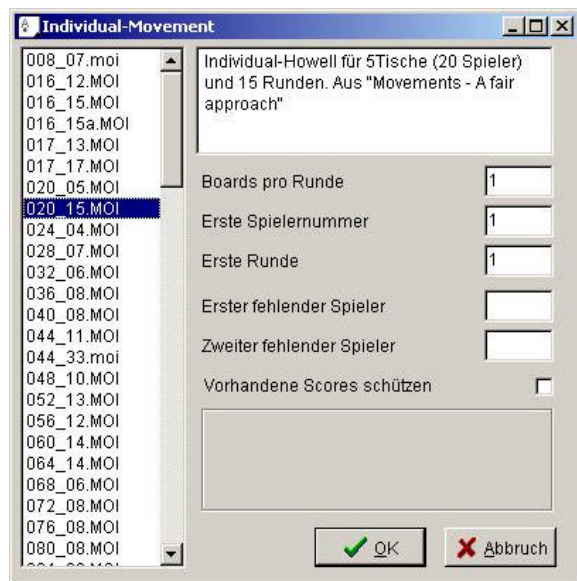 Individual-Movement
008_07.moi
016_12.MOI
016_15.MOI
016_15a.MOI
017_13.MOI
017_17.MOI
020_05.MOI
020_15.MOI
024_04.MOI
028_07.MOI
032_06.MOI
036_08.MOI
040_08.MOI
044_11.MOI
044_33.moi
048_10.MOI
052_13.MOI
056_12.MOI
060_14.MOI
064_14.MOI
068_06.MOI
072_08.MOI
076_08.MOI
080_08.MOI
Individual-Howell für 5Tische (20 Spieler)
und 15 Runden. Aus "Movements - A fair
approach"
Boards pro Runde 1
Erste Spielernummer 1
Erste Runde 1
Erster fehlender Spieler
Zweiter fehlender Spieler
Vorhandene Scores schützen
OK Abbruch